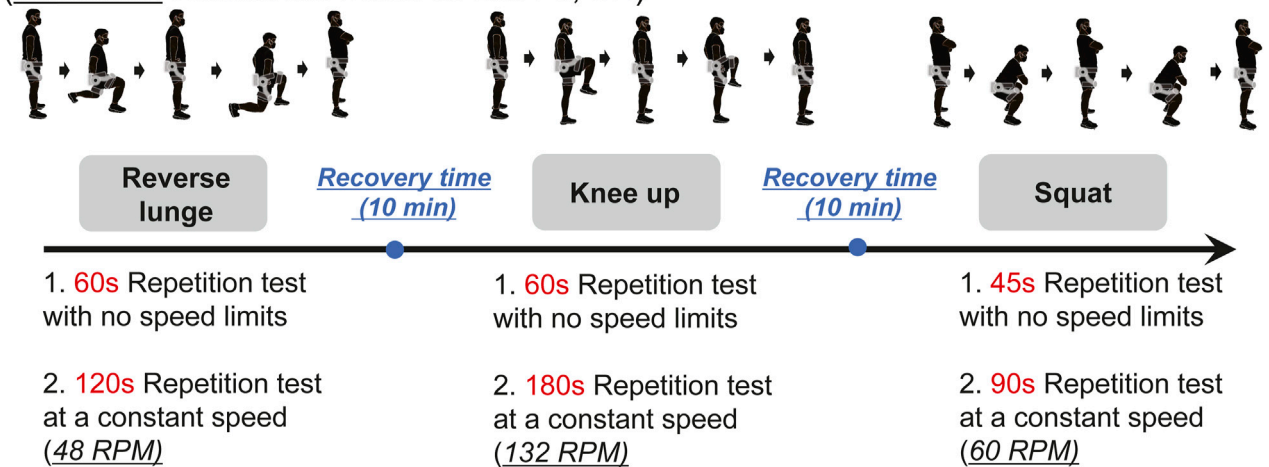 Reverse
lunge
Recovery time
(10 min)
Knee up
Recovery time
(10 min)
Squat
1. 60s Repetition test
with no speed limits
2. 120s Repetition test
at a constant speed
(48 RPM)
1. 60s Repetition test
with no speed limits
2. 180s Repetition test
at a constant speed
(132 RPM)
1. 45s Repetition test
with no speed limits
2. 90s Repetition test
at a constant speed
(60 RPM)